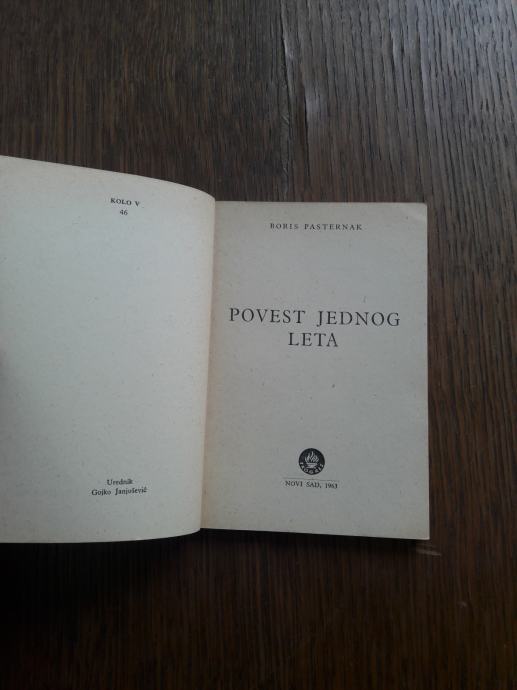 KOLO V
46
Urednik
Gojko Janjušević
BORIS PASTERNAK
POVEST JEDNOG
LETA
NOVI SAD, 1963